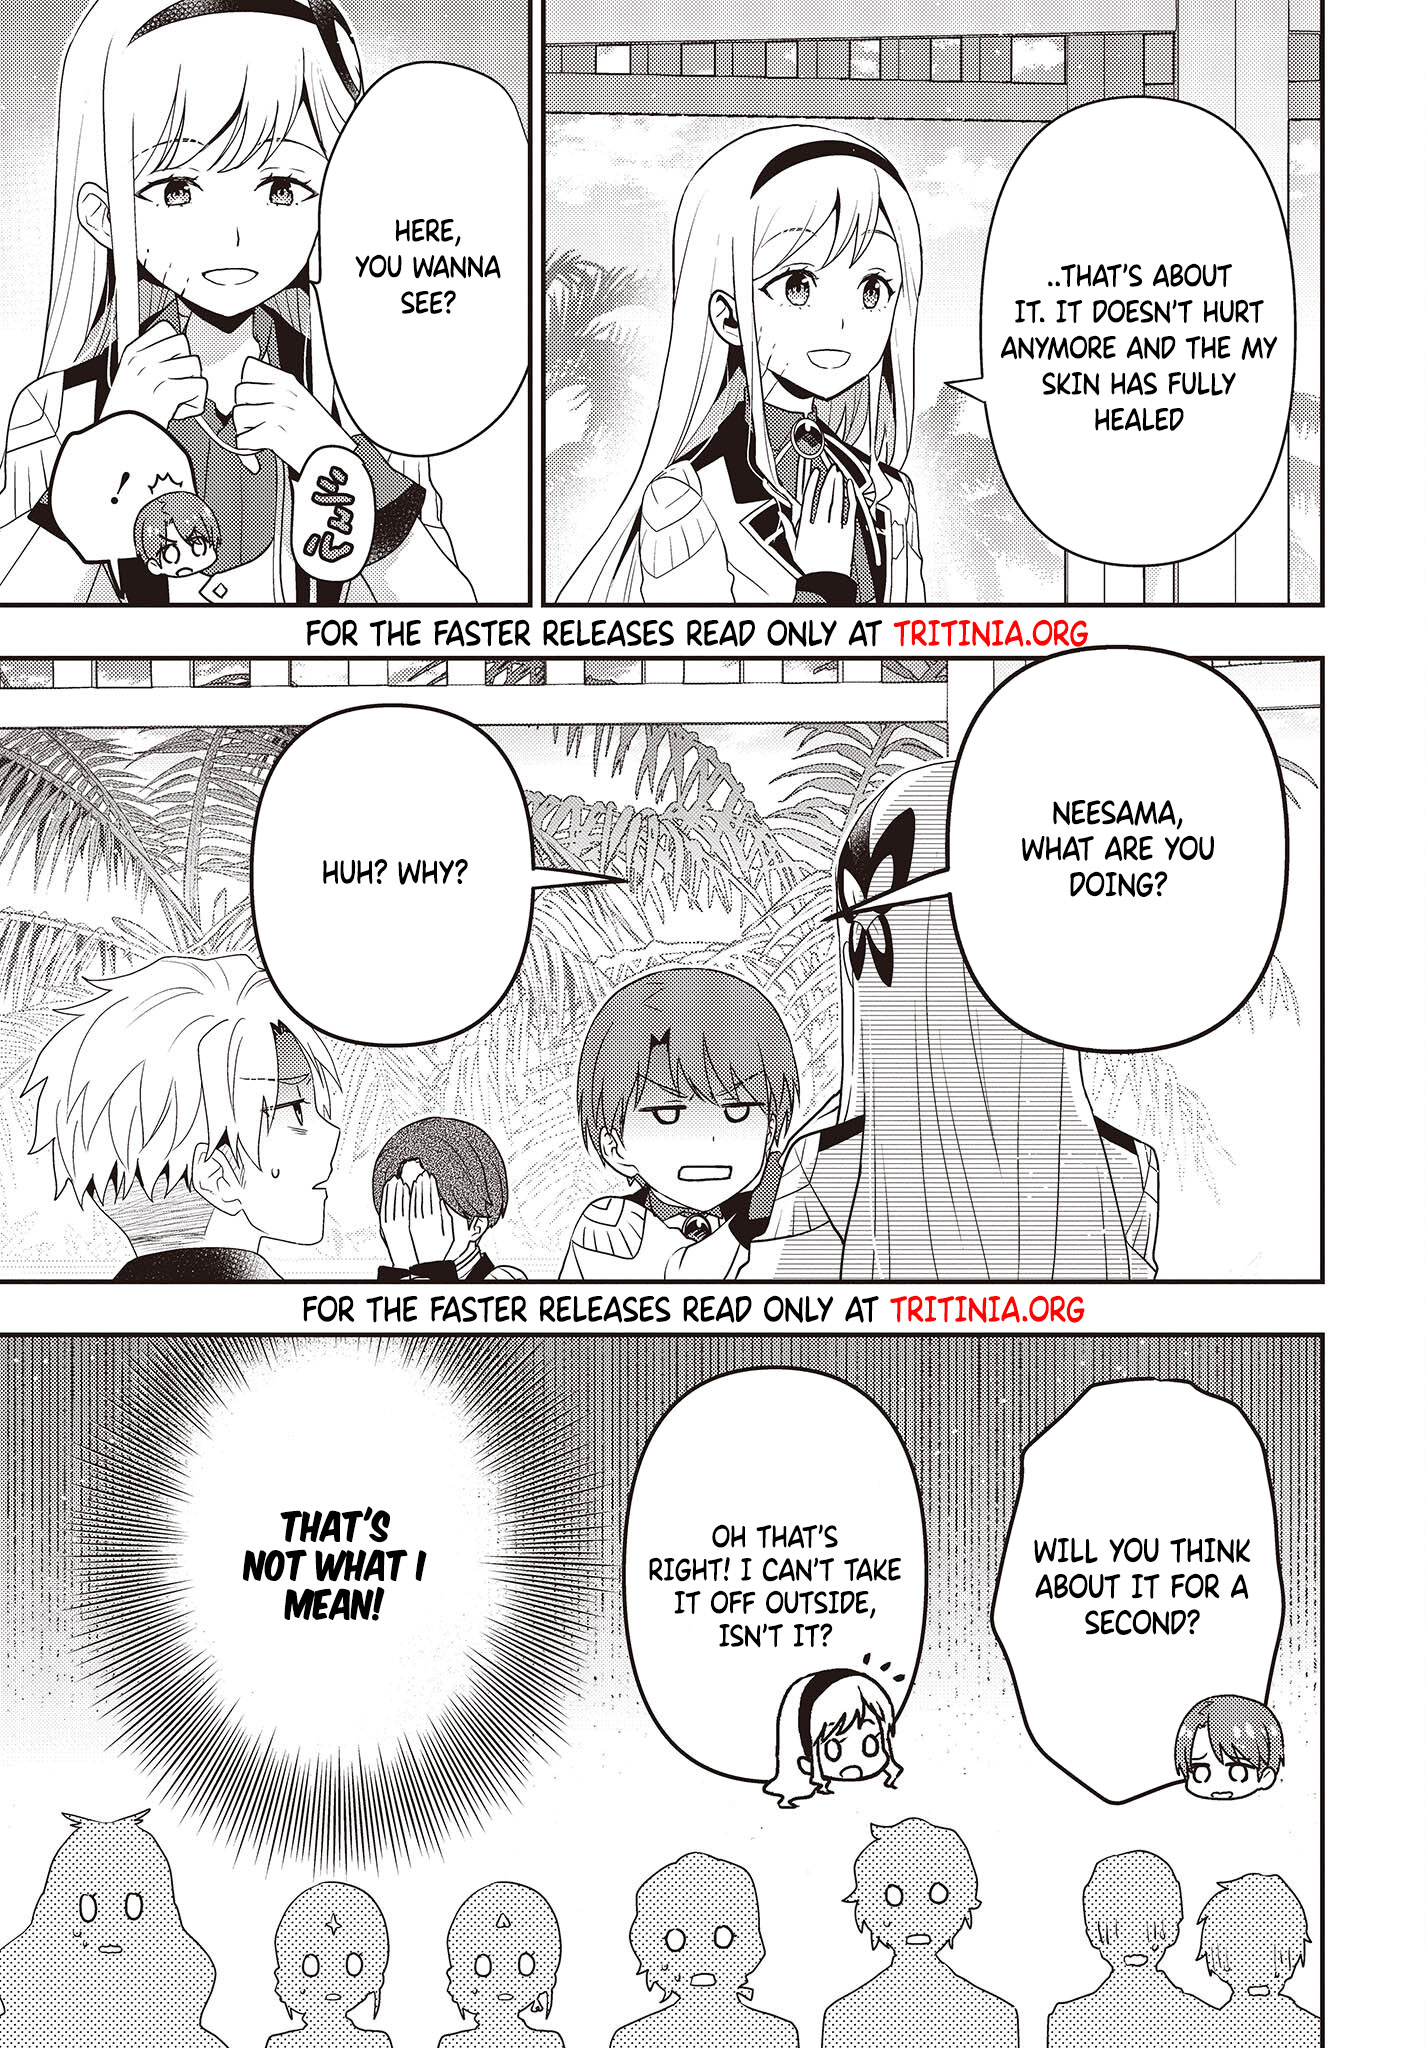 ..THAT'S ABOUT
IT. IT DOESN'T HURT
ANYMORE AND THE MY
SKIN HAS FULLY
HEALED
HERE,
YOU WANNA
SEE?
!
FOR THE FASTER RELEASES READ ONLY AT TRITINIA.ORG
NEESAMA,
WHAT ARE YOU
DOING?
HUH? WHY?
FOR THE FASTER RELEASES READ ONLY AT TRITINIA.ORG
WILL YOU THINK
ABOUT IT FOR A
SECOND?
OH THAT'S
RIGHT! I CAN'T TAKE
IT OFF OUTSIDE,
ISN'T IT?
THAT'S
NOT WHAT I
MEAN!